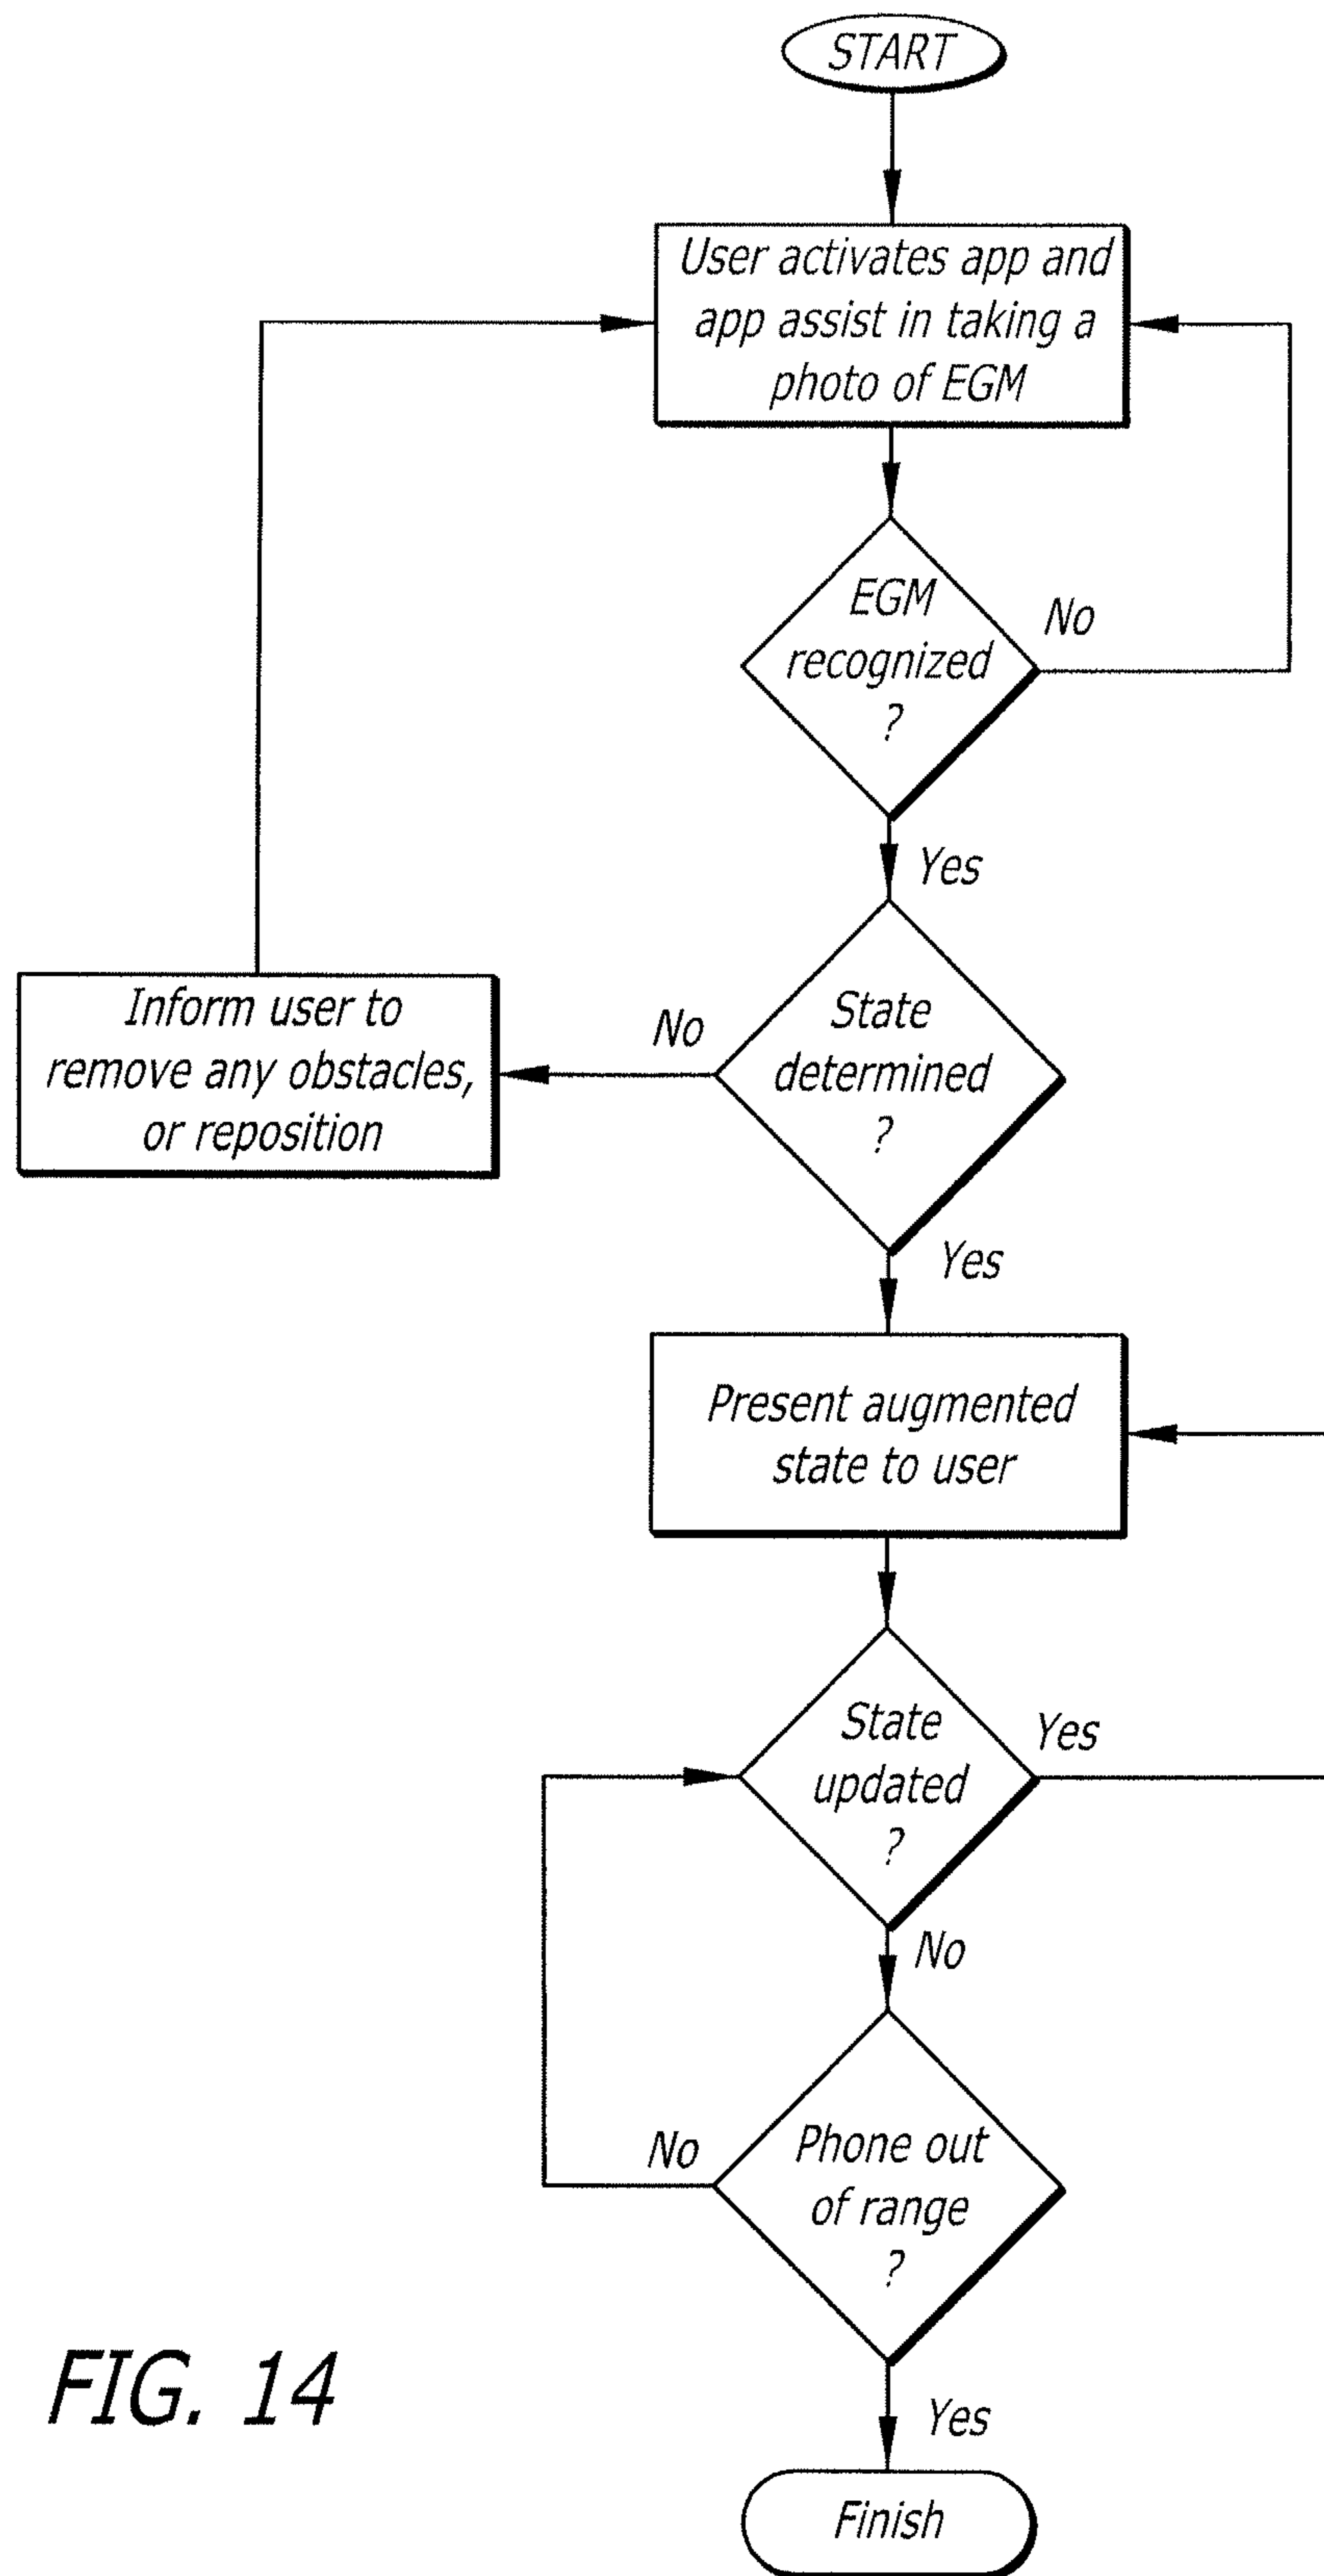 START
User activates app and
app assist in taking a
photo of EGM
EGM
recognized
?
No
Yes
State
determined
?
No
Inform user to
remove any obstacles,
or reposition
Yes
Present augmented
state to user
State
updated
?
Yes
No
Phone out
of range
?
No
Yes
Finish
FIG. 14